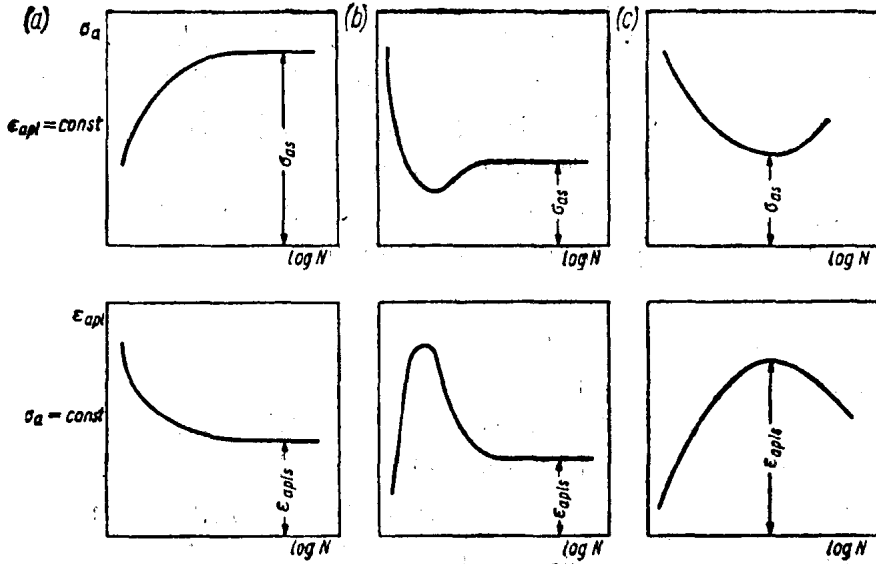 (a)
σa
(b)
(c)
εapl = const
σas
σas
σas
log N
log N
log N
εapl
σa = const
εapls
εapls
εapls
log N
log N
log N